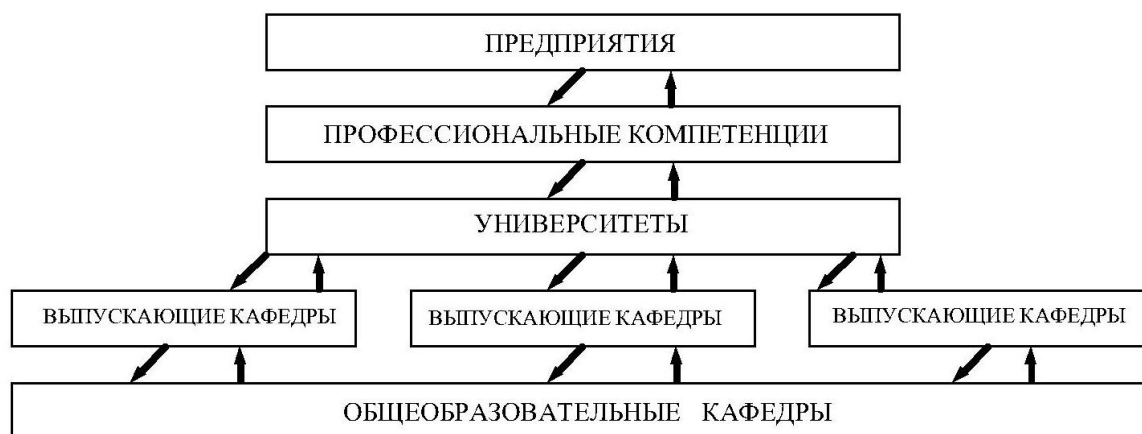 ПРЕДПРИЯТИЯ
ПРОФЕССИОНАЛЬНЫЕ КОМПЕТЕНЦИИ
УНИВЕРСИТЕТЫ
ВЫПУСКАЮЩИЕ КАФЕДРЫ
ВЫПУСКАЮЩИЕ КАФЕДРЫ
ВЫПУСКАЮЩИЕ КАФЕДРЫ
ОБЩЕОБРАЗОВАТЕЛЬНЫЕ КАФЕДРЫ